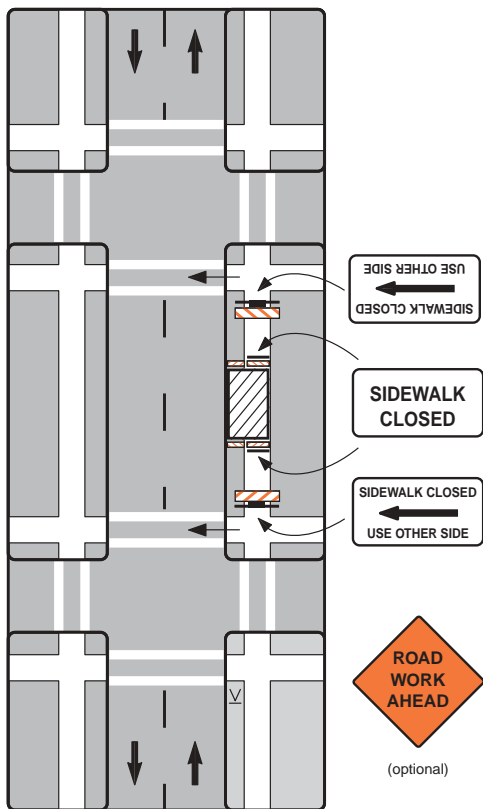 SIDEWALK CLOSED
USE OTHER SIDE
SIDEWALK
CLOSED
SIDEWALK CLOSED
USE OTHER SIDE
ROAD
WORK
AHEAD
(optional)